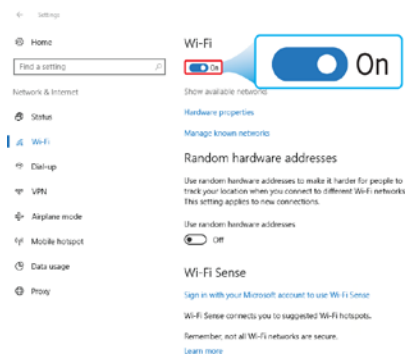 Settings
Home
Find a setting
Network & Internet
Status
Wi-Fi
Dial-up
VPN
Airplane mode
Mobile hotspot
Data usage
Proxy
Wi-Fi
On
On
Show available networks
Hardware properties
Manage known networks
Random hardware addresses
Use random hardware addresses to make it harder for people to
track your location when you connect to different Wi-Fi networks
This setting applies to new connections.
Use random hardware addresses
Off
Wi-Fi Sense
Sign in with your Microsoft account to use Wi-Fi Sense
Wi-Fi Sense connects you to suggested Wi-Fi hotspots.
Remember, not all Wi-Fi networks are secure.
Learn more